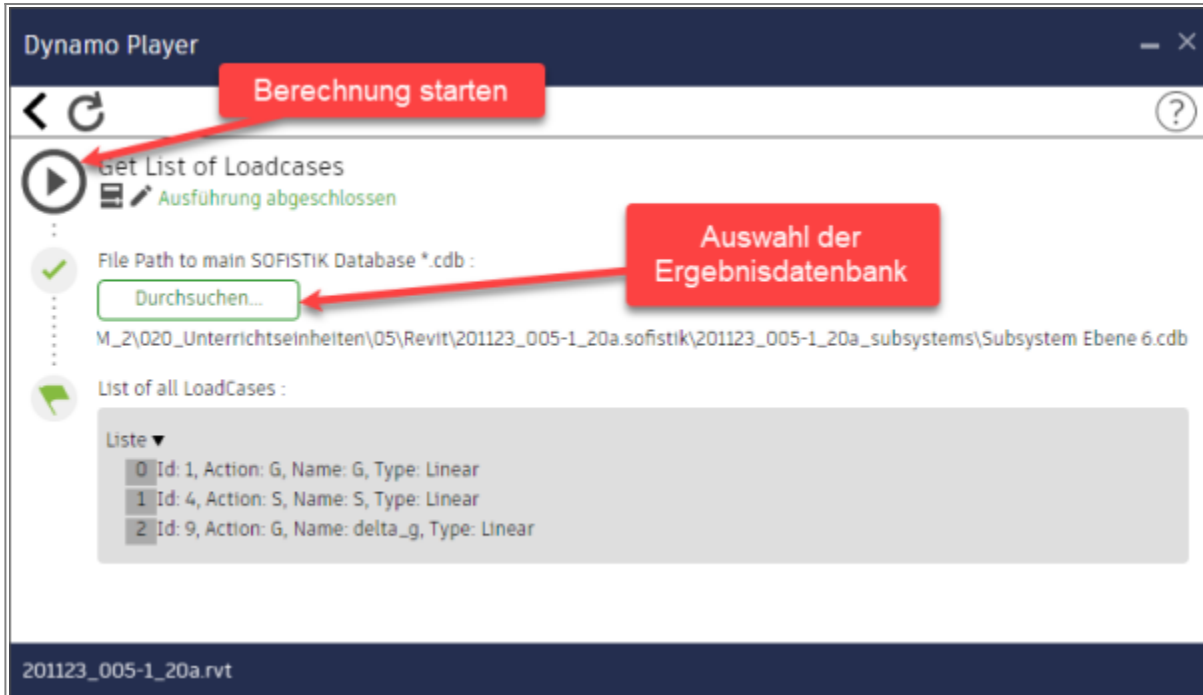 Dynamo Player
Berechnung starten
Get List of Loadcases
Ausführung abgeschlossen
Auswahl der
Ergebnisdatenbank
File Path to main SOFiSTiK Database *.cdb :
Durchsuchen...
M_2\020_Unterrichtseinheiten\05\Revit\201123_005-1_20a.sofistik\201123_005-1_20a_subsystems\Subsystem Ebene 6.cdb
List of all LoadCases :
Liste ▼
0 Id: 1, Action: G, Name: G, Type: Linear
1 Id: 4, Action: S, Name: S, Type: Linear
2 Id: 9, Action: G, Name: delta_g, Type: Linear
201123_005-1_20a.rvt